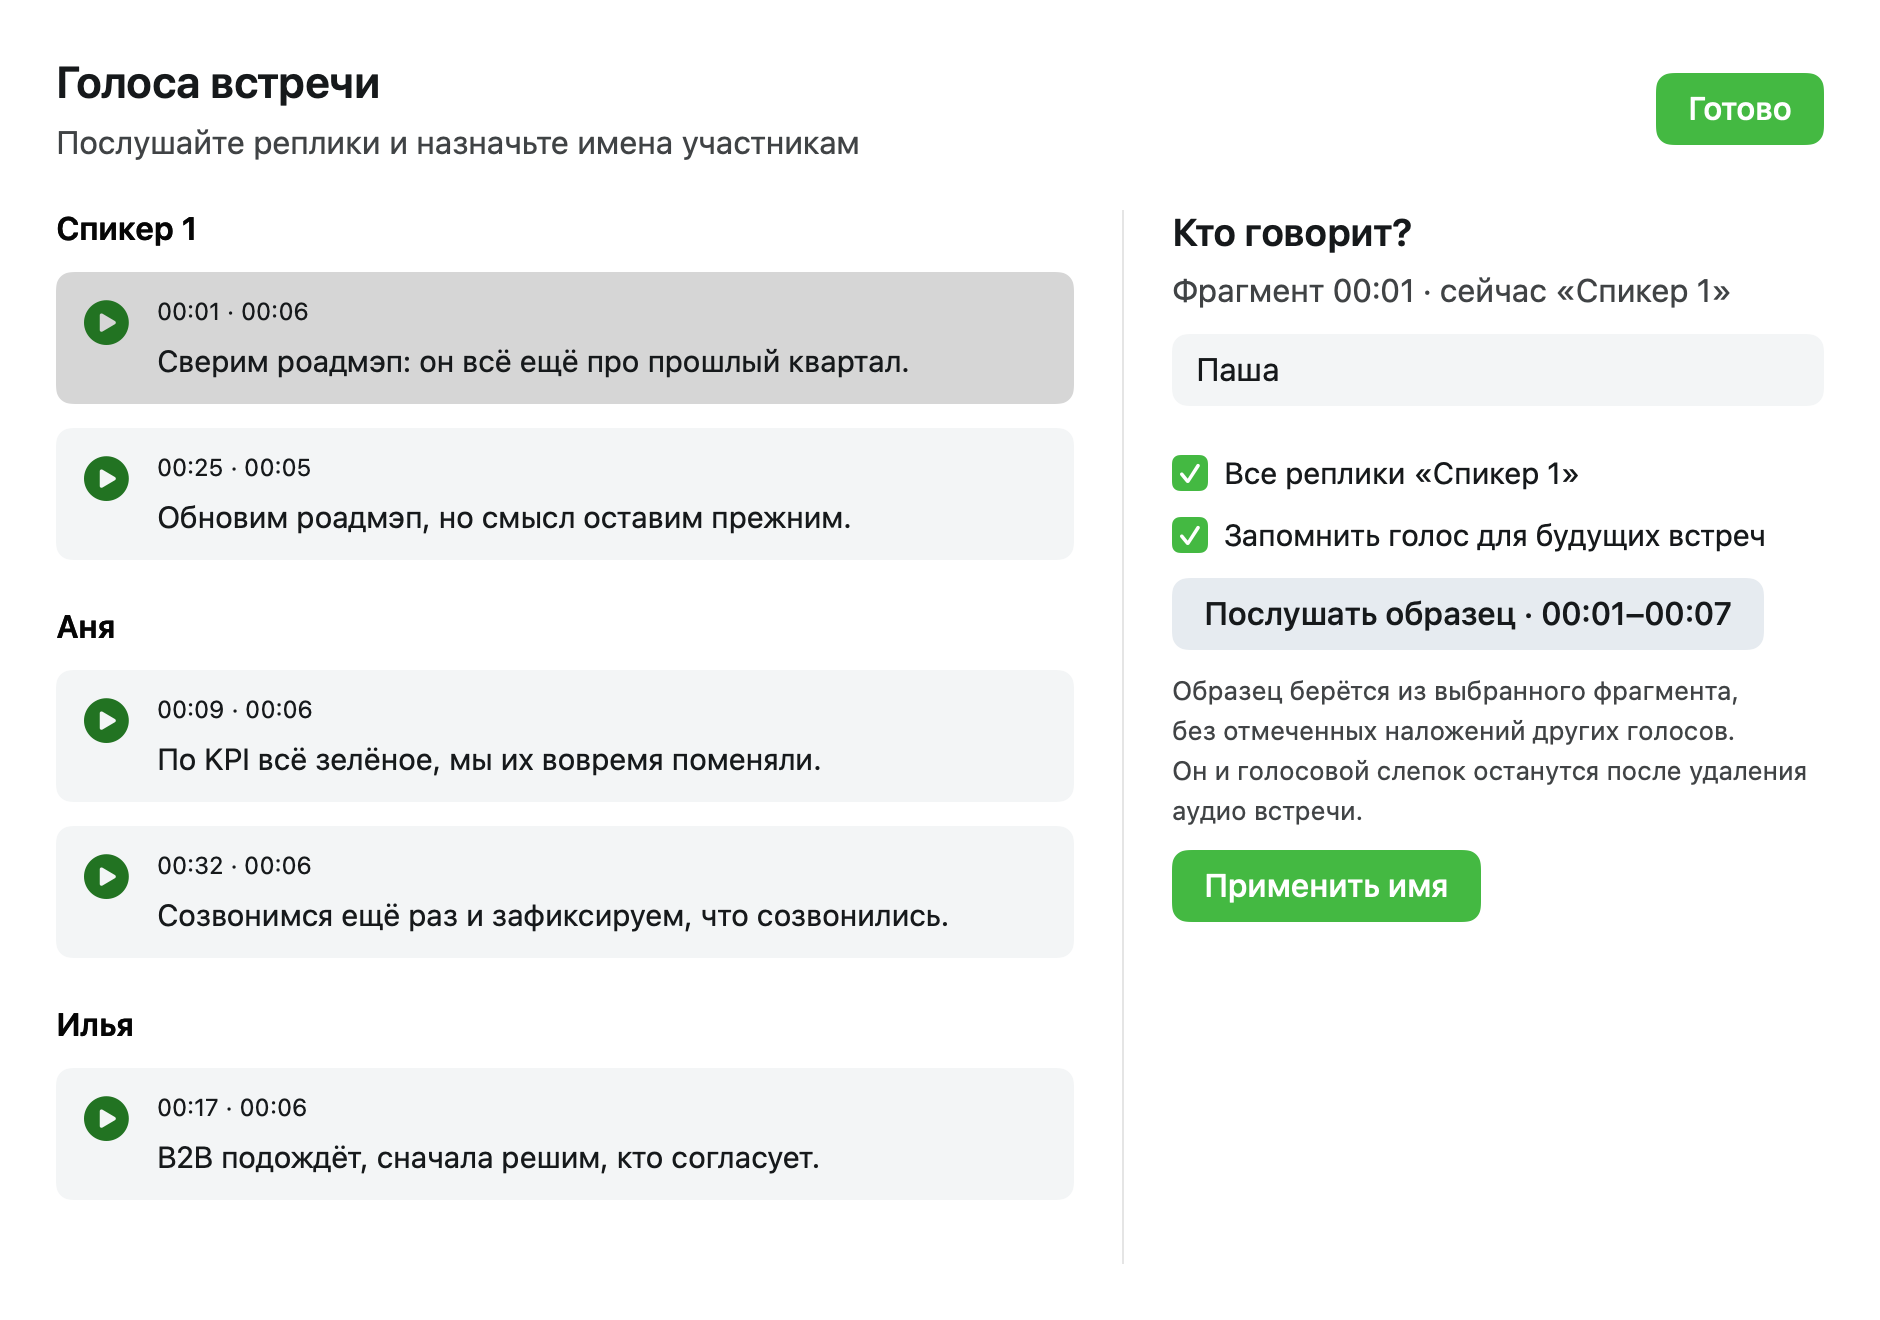 Голоса встречи
Послушайте реплики и назначьте имена участникам
Готово
Спикер 1
00:01 · 00:06
Сверим роадмэп: он всё ещё про прошлый квартал.
00:25 · 00:05
Обновим роадмэп, но смысл оставим прежним.
Аня
00:09 · 00:06
По KPI всё зелёное, мы их вовремя поменяли.
00:32 · 00:06
Созвонимся ещё раз и зафиксируем, что созвонились.
Илья
00:17 · 00:06
B2B подождёт, сначала решим, кто согласует.
Кто говорит?
Фрагмент 00:01 · сейчас «Спикер 1»
Паша
Все реплики «Спикер 1»
Запомнить голос для будущих встреч
Послушать образец · 00:01–00:07
Образец берётся из выбранного фрагмента,
без отмеченных наложений других голосов.
Он и голосовой слепок останутся после удаления
аудио встречи.
Применить имя